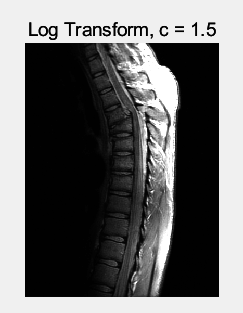 Log Transform, c = 1.5